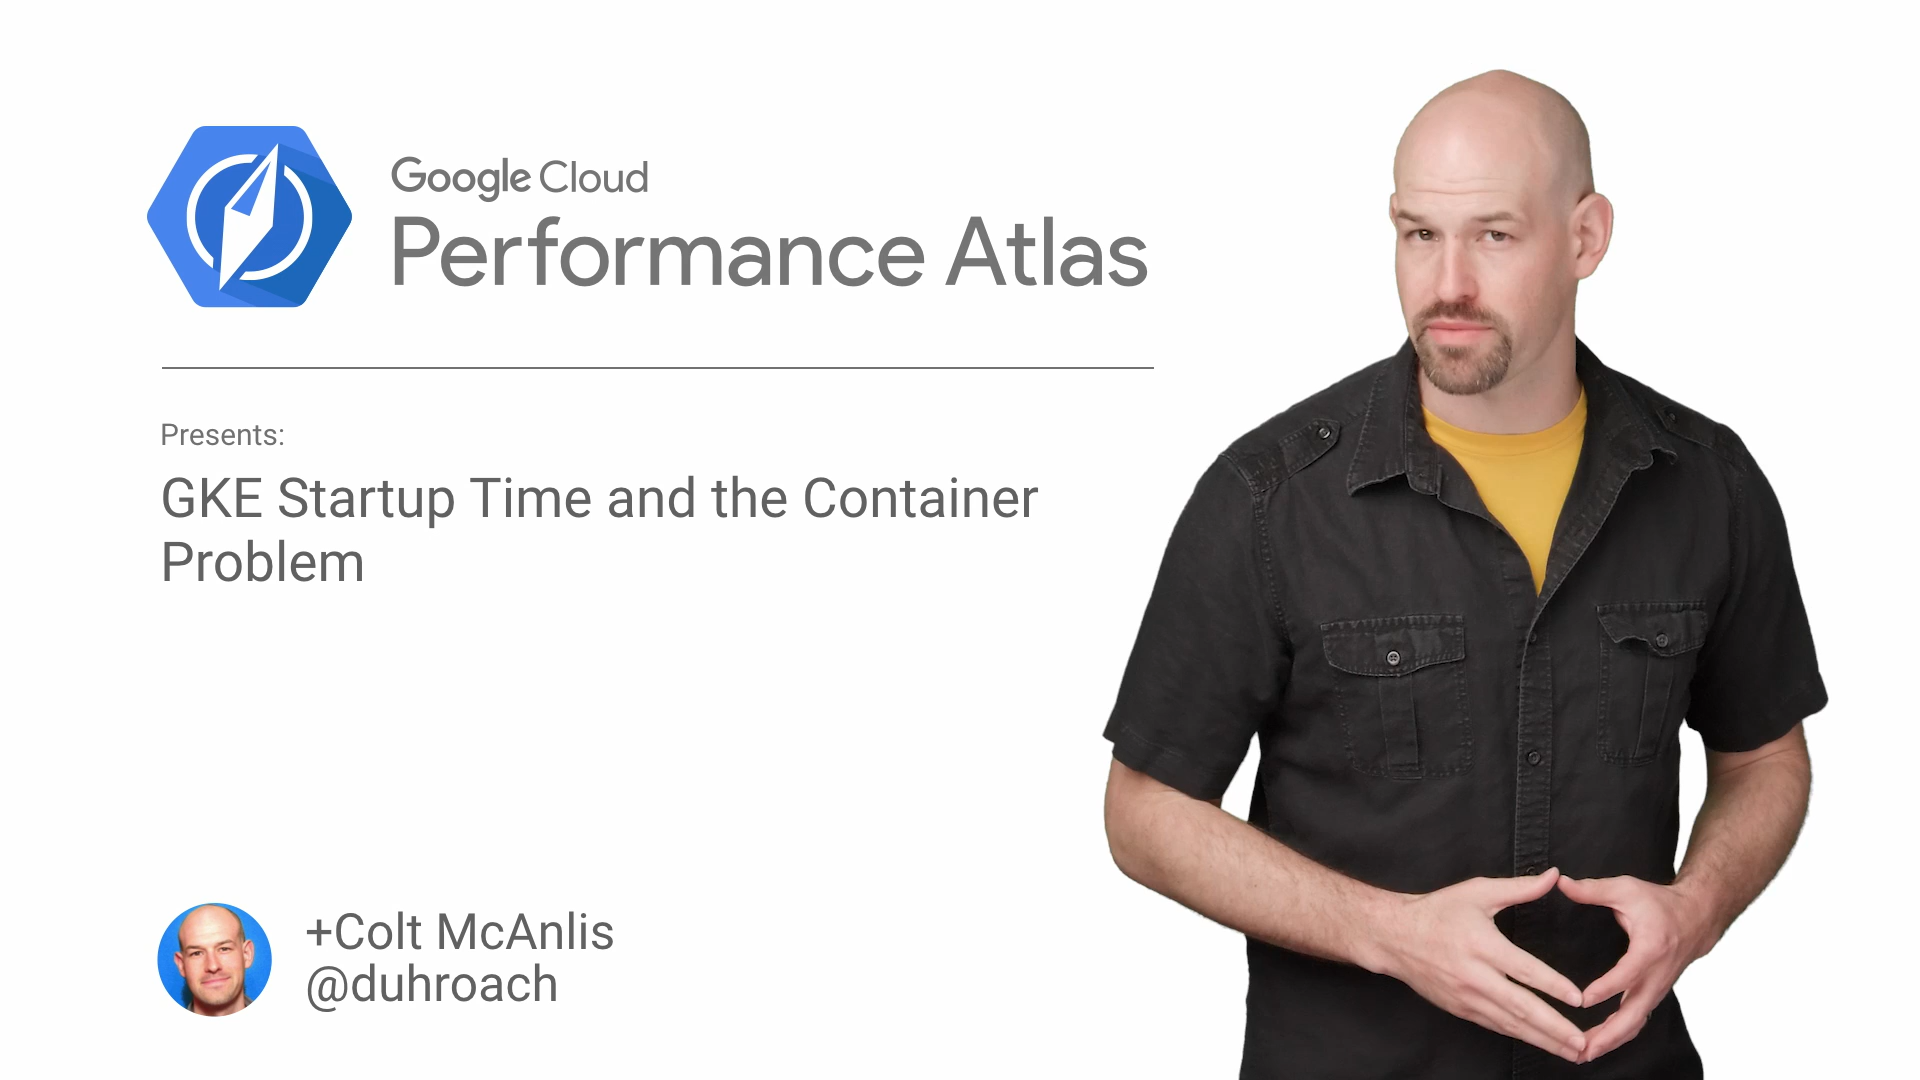 Google Cloud
Performance Atlas
Presents:
GKE Startup Time and the Container
Problem
+Colt McAnlis
@duhroach